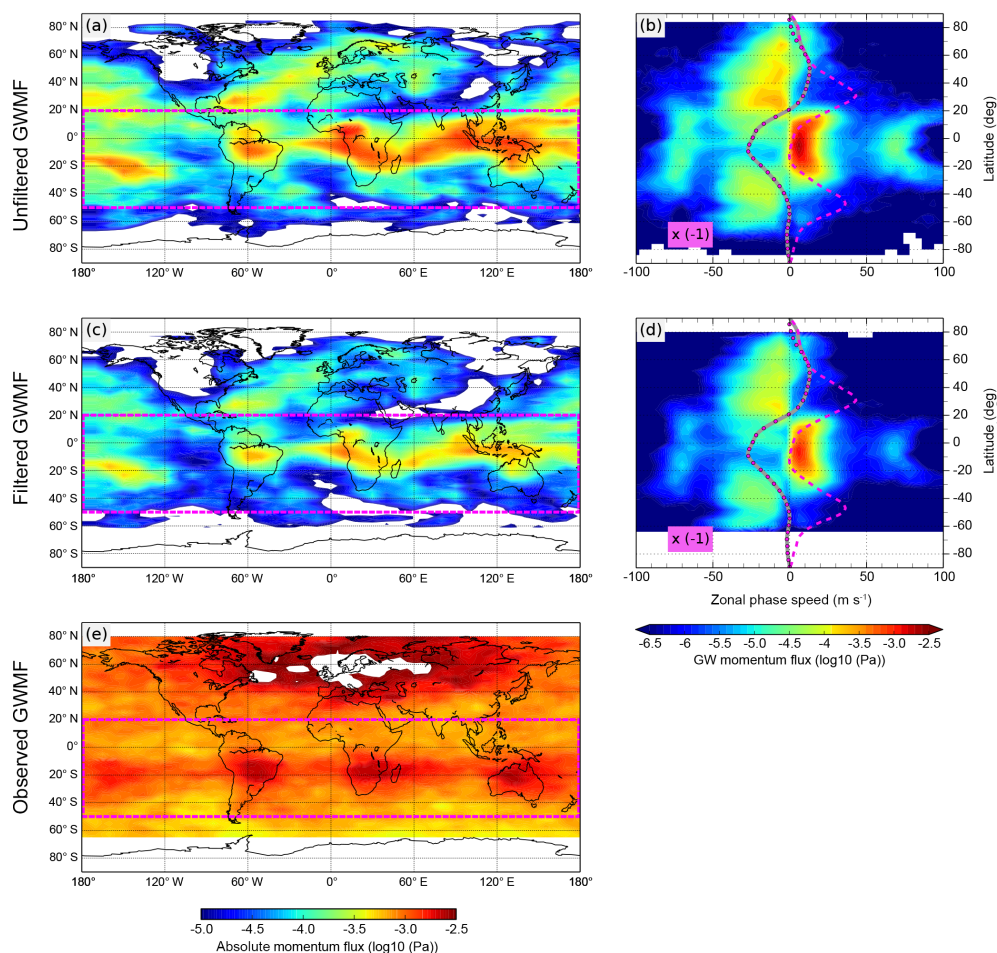 Unfiltered GWMF
(a)
80° N
60° N
40° N
20° N
0°
20° S
40° S
60° S
80° S
180° 120° W 60° W 0° 60° E 120° E 180°
(b)
x (-1)
80
60
40
20
0
-20
-40
-60
-80
Latitude (deg)
-100 -50 0 50 100
Filtered GWMF
(c)
80° N
60° N
40° N
20° N
0°
20° S
40° S
60° S
80° S
180° 120° W 60° W 0° 60° E 120° E 180°
(d)
x (-1)
80
60
40
20
0
-20
-40
-60
-80
Latitude (deg)
-100 -50 0 50 100
Zonal phase speed (m s⁻¹)
-6.5 -6.0 -5.5 -5.0 -4.5 -4.0 -3.5 -3.0 -2.5
GW momentum flux (log10 (Pa))
Observed GWMF
(e)
80° N
60° N
40° N
20° N
0°
20° S
40° S
60° S
80° S
180° 120° W 60° W 0° 60° E 120° E 180°
-5.0 -4.5 -4.0 -3.5 -3.0 -2.5
Absolute momentum flux (log10 (Pa))